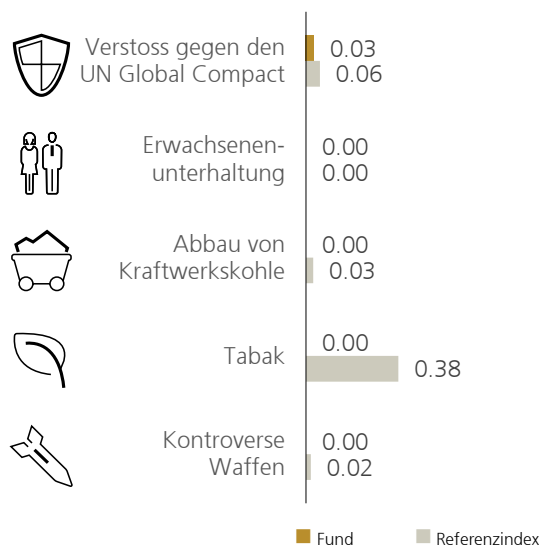 Verstoss gegen den 0.03
UN Global Compact 0.06
Erwachsenen- 0.00
unterhaltung 0.00
Abbau von 0.00
Kraftwerkskohle 0.03
0.00
Tabak
0.38
Kontroverse 0.00
Waffen 0.02
Fund Referenzindex